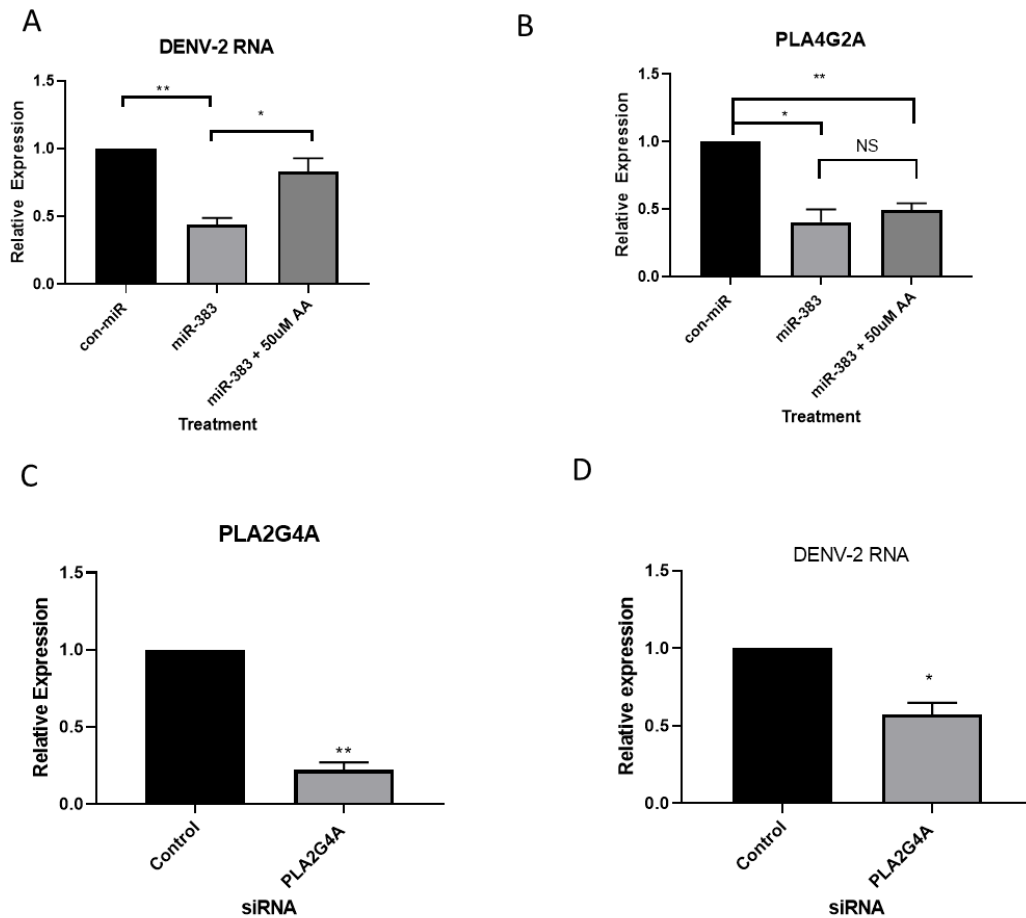 A
DENV-2 RNA
Relative Expression
1.5
1.0
0.5
0.0
**
*
con-miR
miR-383
miR-383 + 50uM AA
Treatment
B
PLA4G2A
Relative Expression
1.5
1.0
0.5
0.0
**
*
NS
con-miR
miR-383
miR-383 + 50uM AA
Treatment
C
PLA2G4A
Relative Expression
1.5
1.0
0.5
0.0
**
Control
PLA2G4A
siRNA
D
DENV-2 RNA
Relative expression
1.5
1.0
0.5
0.0
*
Control
PLA2G4A
siRNA